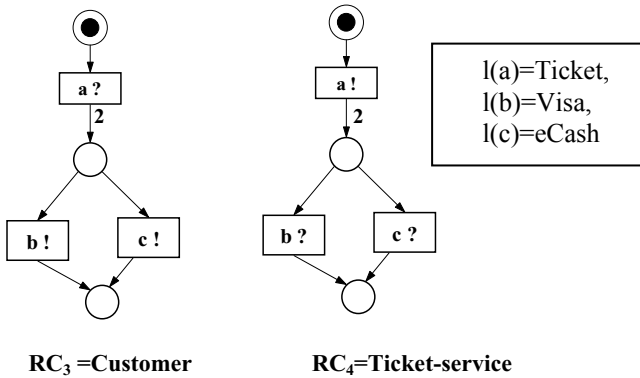 a ?
2
b !
c !
RC3 =Customer
a !
2
b ?
c ?
RC4=Ticket-service
l(a)=Ticket,
l(b)=Visa,
l(c)=eCash